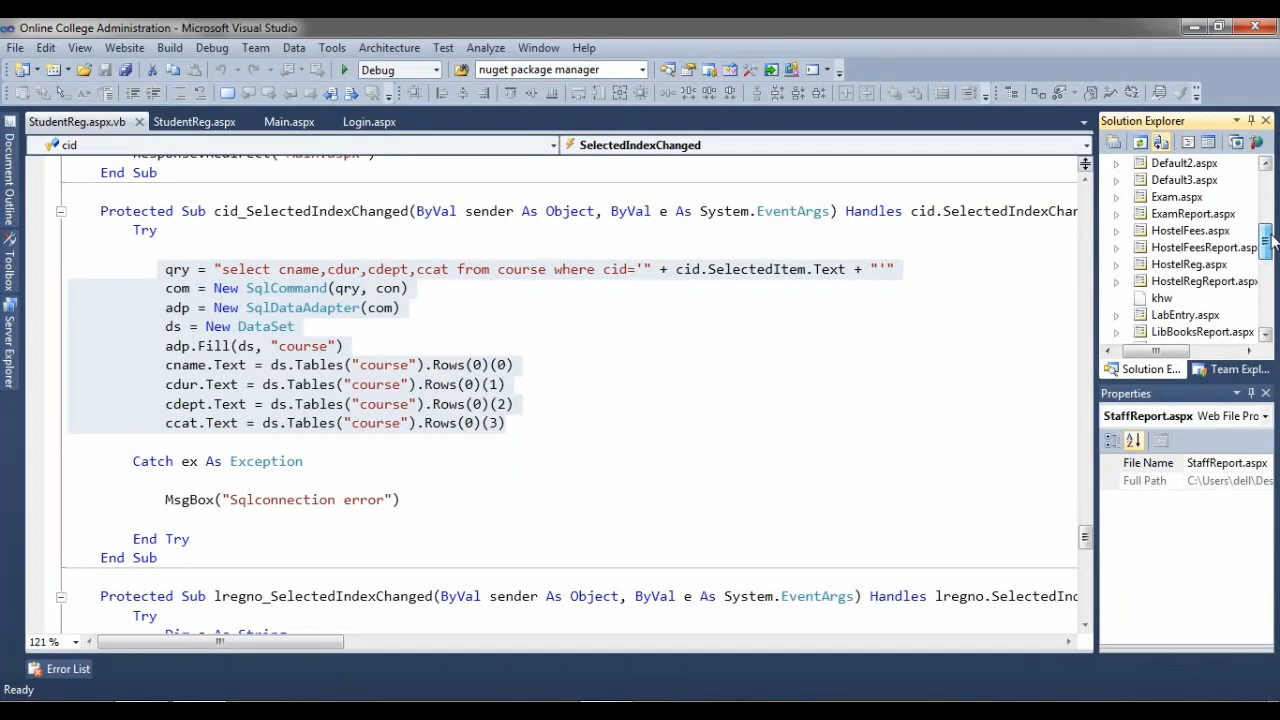 Online College Administration - Microsoft Visual Studio
File Edit View Website Build Debug Team Data Tools Architecture Test Analyze Window Help
Debug nuget package manager
StudentReg.aspx.vb StudentReg.aspx Main.aspx Login.aspx
cid SelectedIndexChanged
Document Outline
Toolbox
Server Explorer
End Sub
Protected Sub cid_SelectedIndexChanged(ByVal sender As Object, ByVal e As System.EventArgs) Handles cid.SelectedIndexChan
Try
qry = "select cname,cdur,cdept,ccat from course where cid='" + cid.SelectedItem.Text + "'"
com = New SqlCommand(qry, con)
adp = New SqlDataAdapter(com)
ds = New DataSet
adp.Fill(ds, "course")
cname.Text = ds.Tables("course").Rows(0)(0)
cdur.Text = ds.Tables("course").Rows(0)(1)
cdept.Text = ds.Tables("course").Rows(0)(2)
ccat.Text = ds.Tables("course").Rows(0)(3)
Catch ex As Exception
MsgBox("Sqlconnection error")
End Try
End Sub
Protected Sub lregno_SelectedIndexChanged(ByVal sender As Object, ByVal e As System.EventArgs) Handles lregno.SelectedInd
Try
121 %
Error List
Ready
Solution Explorer
Default2.aspx
Default3.aspx
Exam.aspx
ExamReport.aspx
HostelFees.aspx
HostelFeesReport.asp
HostelReg.aspx
HostelRegReport.aspx
khw
LabEntry.aspx
LibBooksReport.aspx
Solution E... Team Expl...
Properties
StaffReport.aspx Web File Pro
File Name StaffReport.aspx
Full Path C:\Users\dell\Des